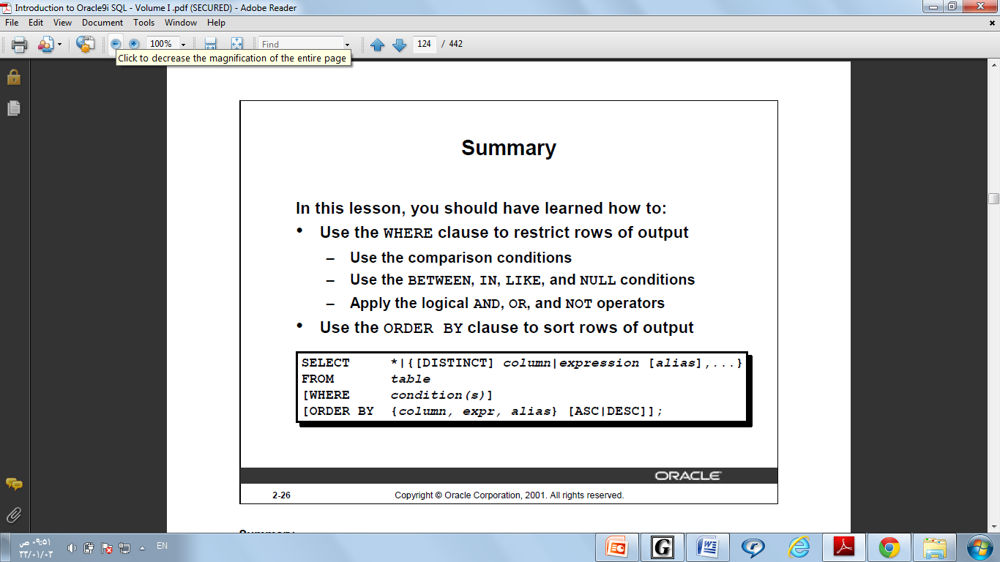 Introduction to Oracle9i SQL - Volume I .pdf (SECURED) - Adobe Reader
File Edit View Document Tools Window Help
100% Find 124 / 442
Click to decrease the magnification of the entire page
Summary
In this lesson, you should have learned how to:
• Use the WHERE clause to restrict rows of output
– Use the comparison conditions
– Use the BETWEEN, IN, LIKE, and NULL conditions
– Apply the logical AND, OR, and NOT operators
• Use the ORDER BY clause to sort rows of output
SELECT *|{[DISTINCT] column|expression [alias],...}
FROM table
[WHERE condition(s)]
[ORDER BY {column, expr, alias} [ASC|DESC]];
ORACLE
2-26 Copyright © Oracle Corporation, 2001. All rights reserved.
Summary
٠٩:٥١ ص
٣٣/٠١/٠٣
EN